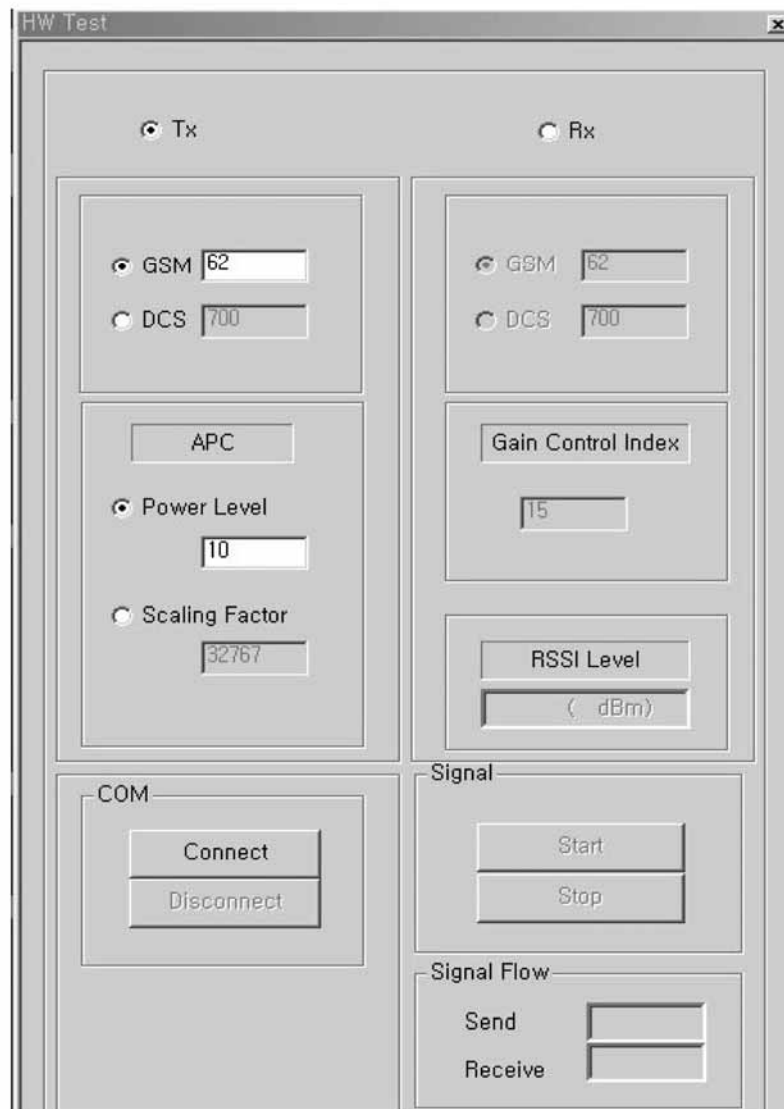 HW Test
Tx
Rx
GSM 62
DCS 700
GSM 62
DCS 700
APC
Power Level
10
Scaling Factor
32767
Gain Control Index
15
RSSI Level
( dBm)
COM
Connect
Disconnect
Signal
Start
Stop
Signal Flow
Send
Receive